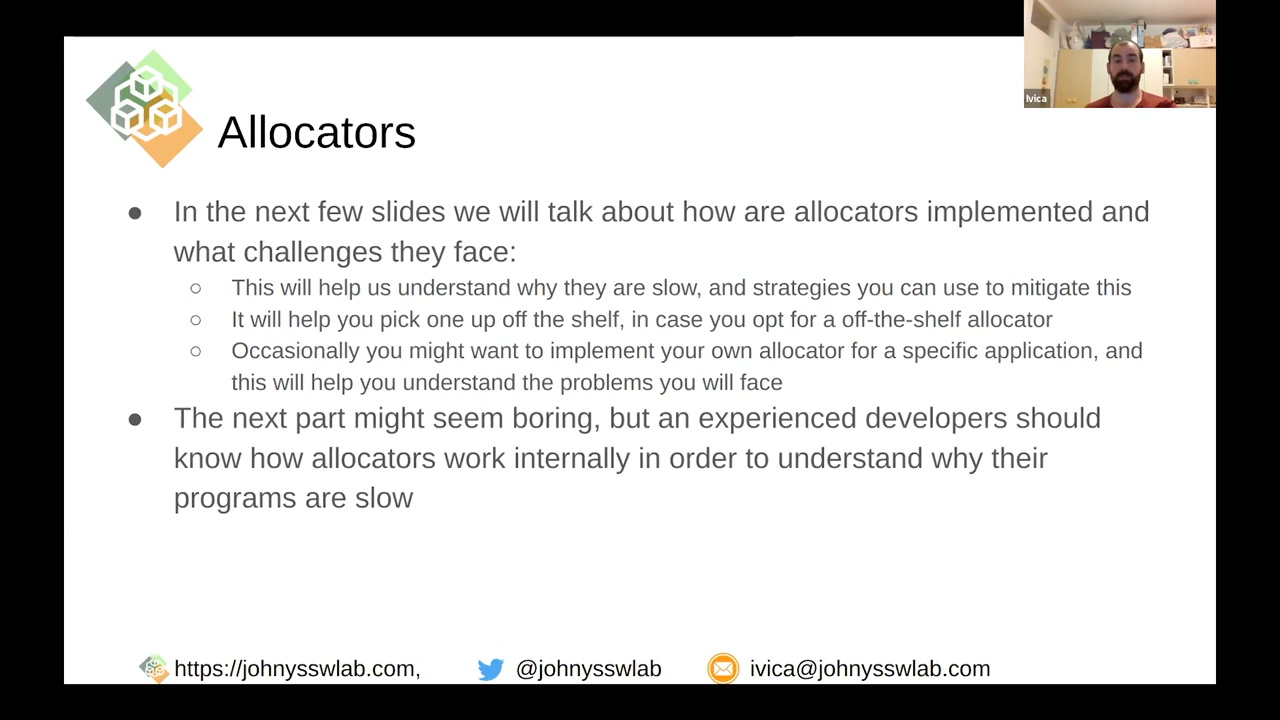 Ivica
Allocators
● In the next few slides we will talk about how are allocators implemented and
what challenges they face:
○ This will help us understand why they are slow, and strategies you can use to mitigate this
○ It will help you pick one up off the shelf, in case you opt for a off-the-shelf allocator
○ Occasionally you might want to implement your own allocator for a specific application, and
this will help you understand the problems you will face
● The next part might seem boring, but an experienced developers should
know how allocators work internally in order to understand why their
programs are slow
https://johnysswlab.com, @johnysswlab ivica@johnysswlab.com